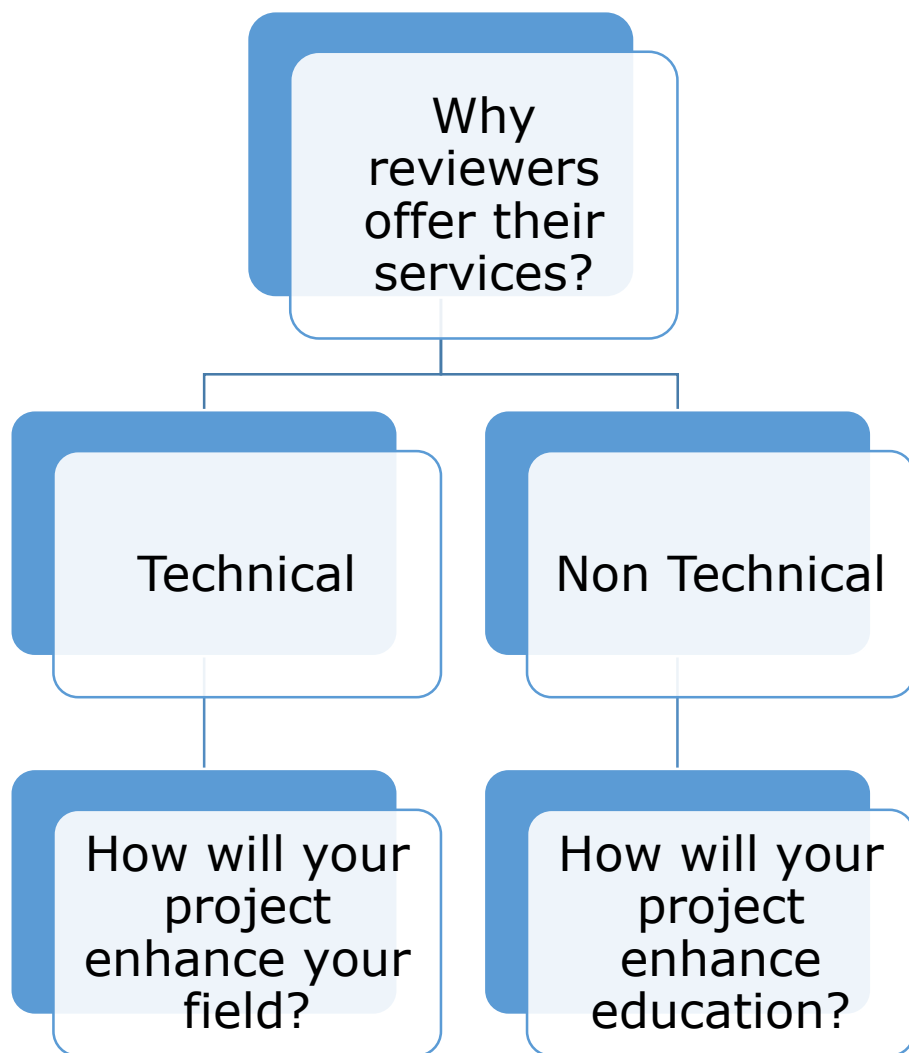 Why
reviewers
offer their
services?
Technical
Non Technical
How will your
project
enhance your
field?
How will your
project
enhance
education?